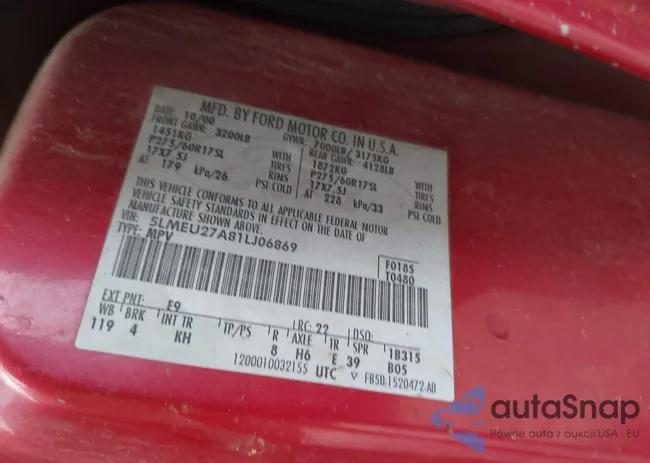 MFD. BY FORD MOTOR CO. IN U.S.A.
DATE: 10/00 GVWR: 7000LB/ 3175KG
FRONT GAWR: 3200LB REAR GAWR: 4128LB
1451KG WITH 1872KG WITH
P275/60R17SL TIRES P275/60R17SL TIRES
17X7.5J RIMS 17X7.5J RIMS
AT 179 kPa/26 PSI COLD AT 228 kPa/33 PSI COLD
THIS VEHICLE CONFORMS TO ALL APPLICABLE FEDERAL MOTOR
VEHICLE SAFETY STANDARDS IN EFFECT ON THE DATE OF
MANUFACTURE SHOWN ABOVE.
5LMEU27A81LJ06869
TYPE: MPV
F0185
T0480
EXT PNT: E9 LRC: 22 DSO:
WB BRK INT TR TP/PS R AXLE TR SPR 1B315
119 4 KH 8 H6 E 39 B05
1200010032155 UTC F85B-1520472-AB
autaSnap
Pewne auta z aukcji USA i EU